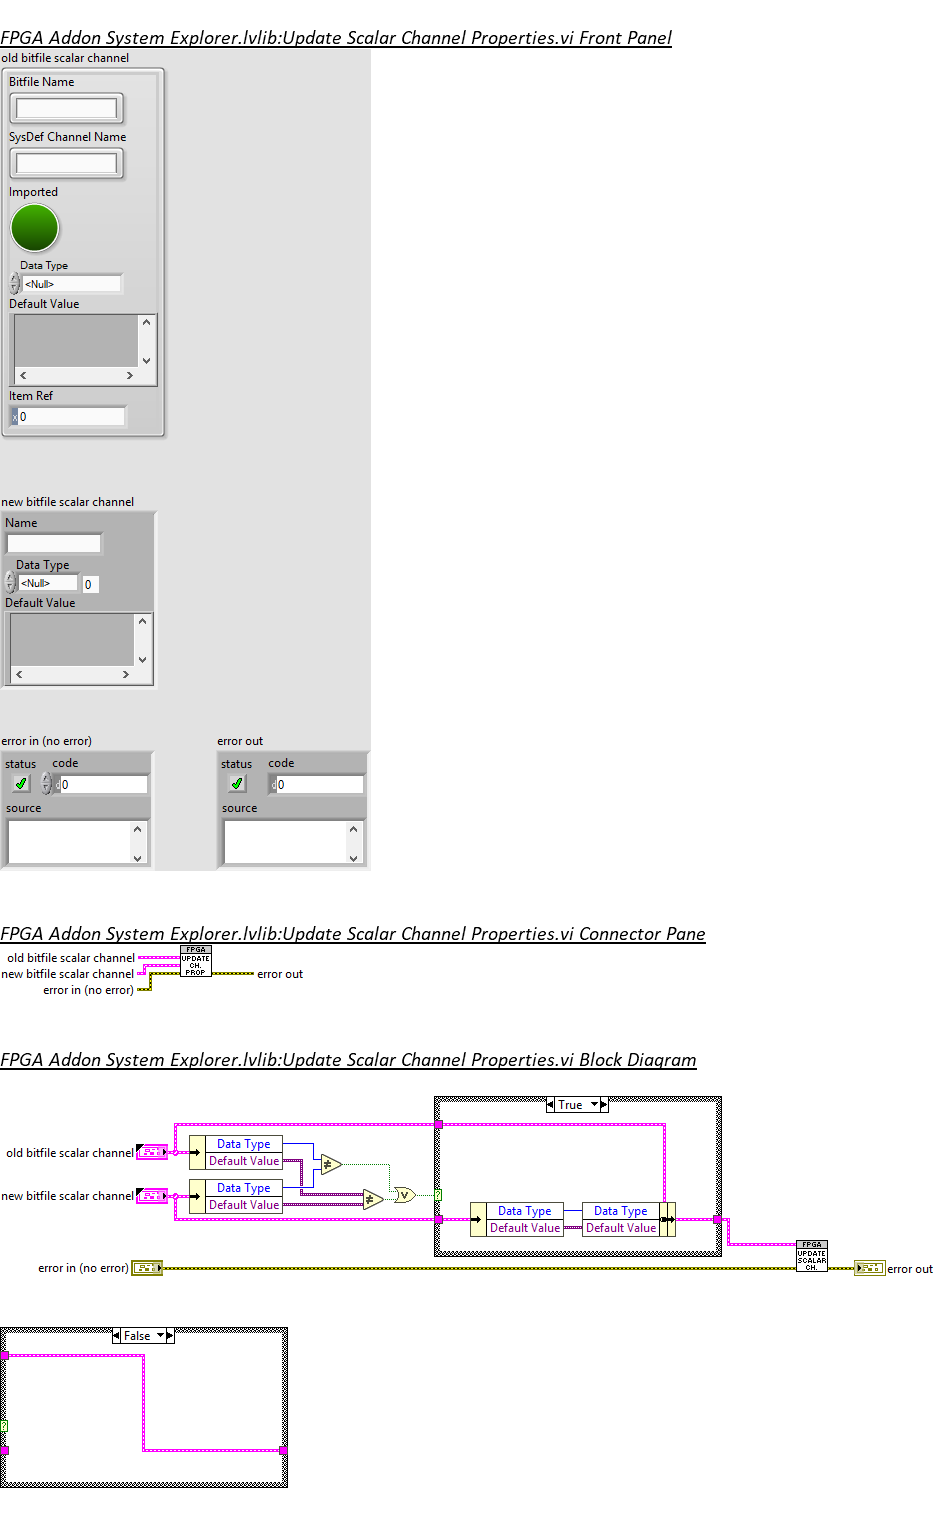 FPGA Addon System Explorer.lvlib:Update Scalar Channel Properties.vi Front Panel
old bitfile scalar channel
Bitfile Name
SysDef Channel Name
Imported
Data Type
<Null>
Default Value
Item Ref
x 0
new bitfile scalar channel
Name
Data Type
<Null> 0
Default Value
error in (no error) error out
status code status code
d 0 d 0
source source
FPGA Addon System Explorer.lvlib:Update Scalar Channel Properties.vi Connector Pane
FPGA
UPDATE
CH.
PROP
old bitfile scalar channel
new bitfile scalar channel
error in (no error)
error out
FPGA Addon System Explorer.lvlib:Update Scalar Channel Properties.vi Block Diagram
True
old bitfile scalar channel
Data Type
Default Value
≠
new bitfile scalar channel
Data Type
Default Value
≠
v
?
Data Type Data Type
Default Value Default Value
FPGA
UPDATE
SCALAR
CH.
error in (no error)
error out
False
?